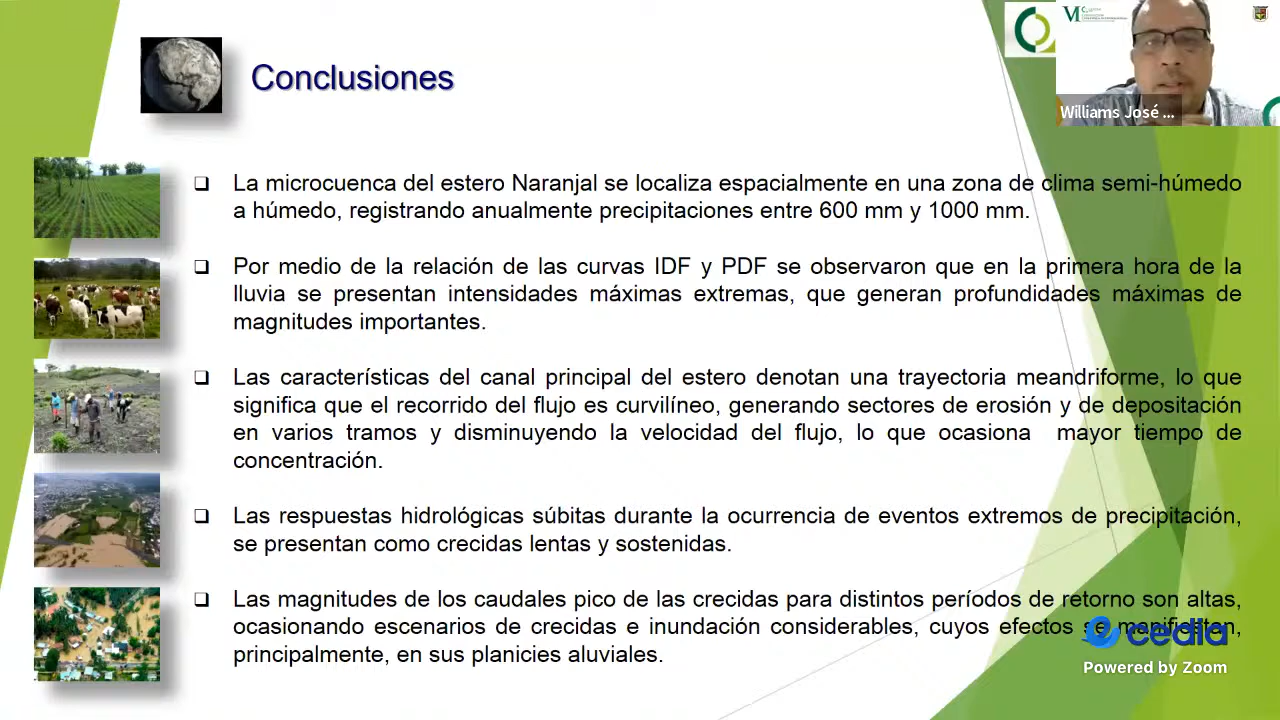 Conclusiones
Williams José ...
La microcuenca del estero Naranjal se localiza espacialmente en una zona de clima semi-húmedo
a húmedo, registrando anualmente precipitaciones entre 600 mm y 1000 mm.
Por medio de la relación de las curvas IDF y PDF se observaron que en la primera hora de la
lluvia se presentan intensidades máximas extremas, que generan profundidades máximas de
magnitudes importantes.
Las características del canal principal del estero denotan una trayectoria meandriforme, lo que
significa que el recorrido del flujo es curvilíneo, generando sectores de erosión y de depositación
en varios tramos y disminuyendo la velocidad del flujo, lo que ocasiona mayor tiempo de
concentración.
Las respuestas hidrológicas súbitas durante la ocurrencia de eventos extremos de precipitación,
se presentan como crecidas lentas y sostenidas.
Las magnitudes de los caudales pico de las crecidas para distintos períodos de retorno son altas,
ocasionando escenarios de crecidas e inundación considerables, cuyos efectos se manifiestan,
principalmente, en sus planicies aluviales.
cedia
Powered by Zoom